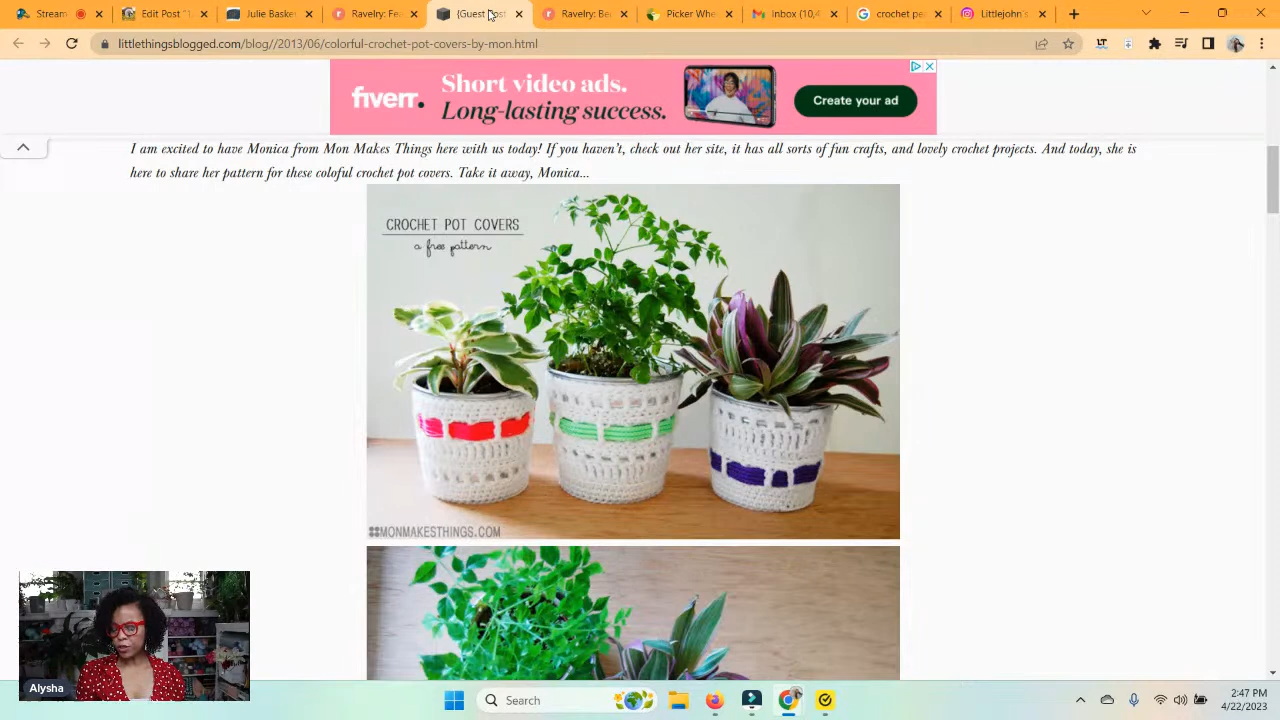 Stream
Edit Post "
Julie Basket
Ravelry: Fea
[Guest Post
Ravelry: Be
Picker Whe
Inbox (10,4
crochet pe
Littlejohn's
littlethingsblogged.com/blog//2013/06/colorful-crochet-pot-covers-by-mon.html
fiverr.
Short video ads.
Long-lasting success.
Create your ad
I am excited to have Monica from Mon Makes Things here with us today! If you haven't, check out her site, it has all sorts of fun crafts, and lovely crochet projects. And today, she is
here to share her pattern for these coloful crochet pot covers. Take it away, Monica...
CROCHET POT COVERS
a free pattern
MONMAKESTHINGS.COM
Alysha
Search
2:47 PM
4/22/2023